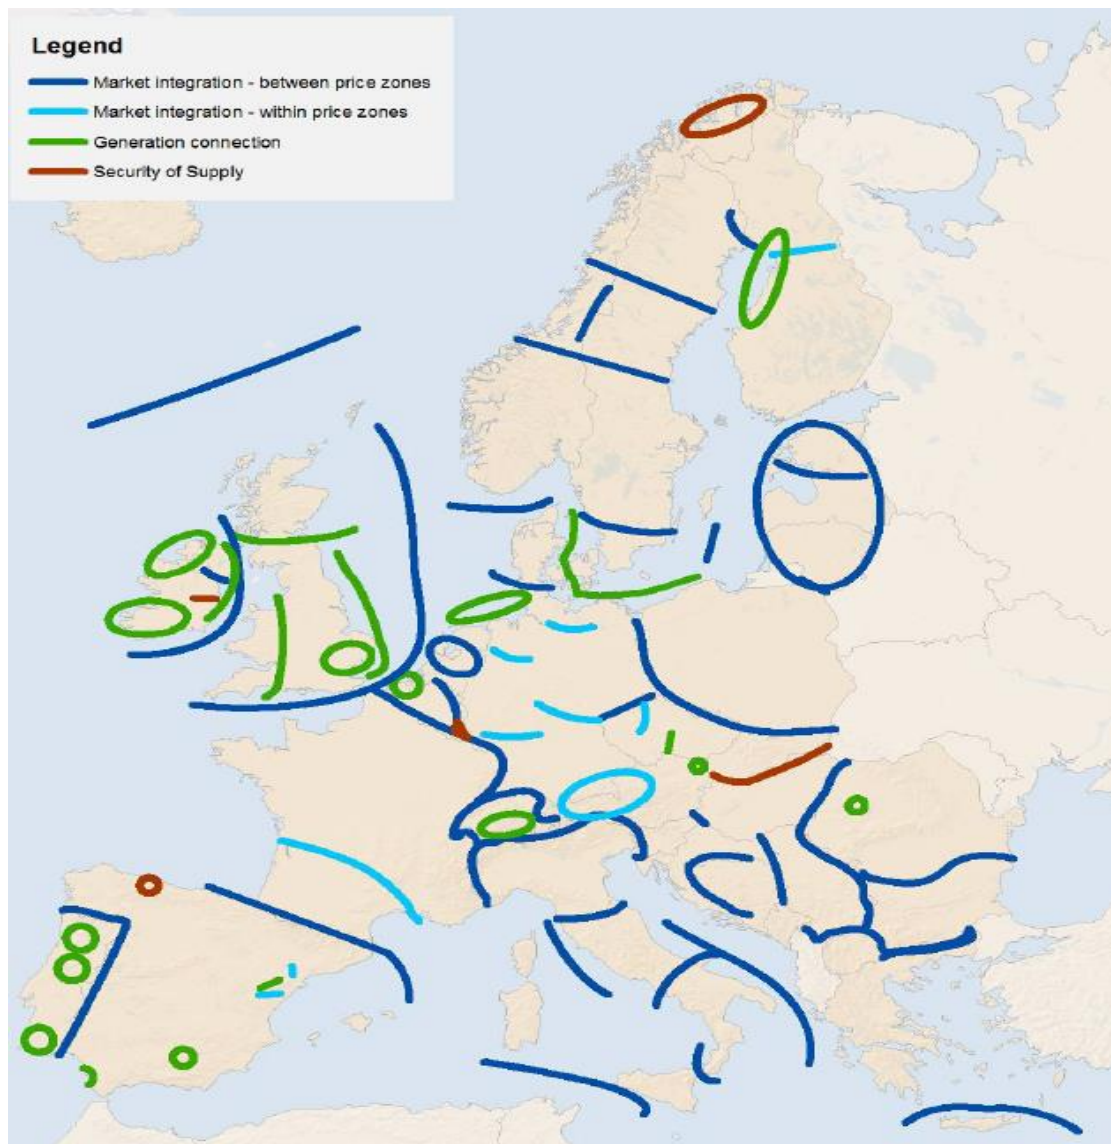 Legend
Market integration - between price zones
Market integration - within price zones
Generation connection
Security of Supply